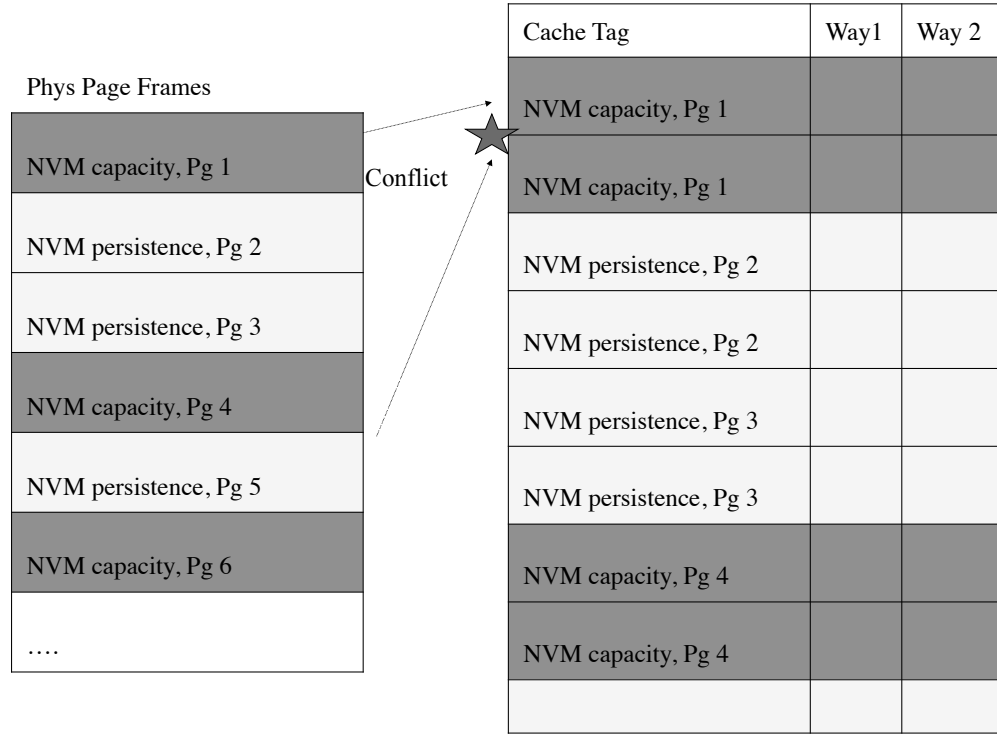 Phys Page Frames
NVM capacity, Pg 1
NVM persistence, Pg 2
NVM persistence, Pg 3
NVM capacity, Pg 4
NVM persistence, Pg 5
NVM capacity, Pg 6
....
Conflict
Cache Tag Way1 Way 2
NVM capacity, Pg 1
NVM capacity, Pg 1
NVM persistence, Pg 2
NVM persistence, Pg 2
NVM persistence, Pg 3
NVM persistence, Pg 3
NVM capacity, Pg 4
NVM capacity, Pg 4